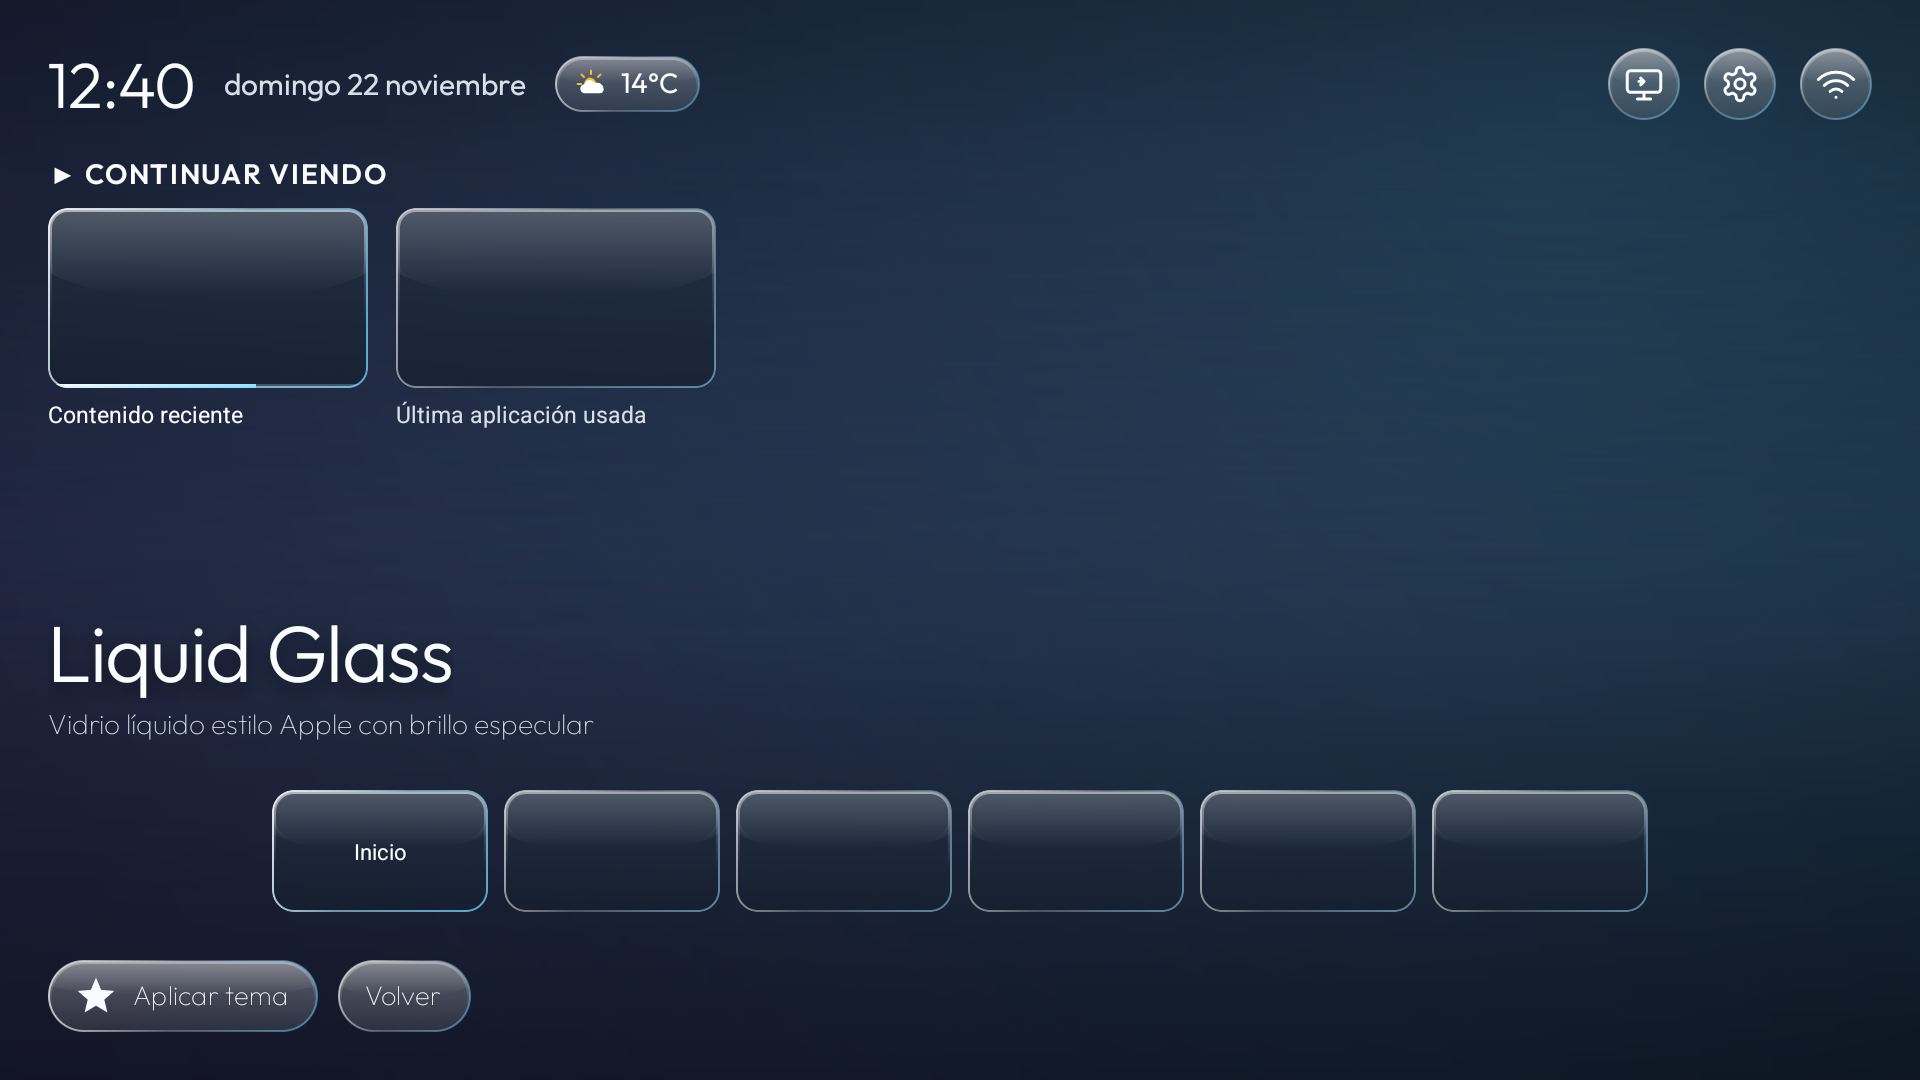 12:40 domingo 22 noviembre 14°C
► CONTINUAR VIENDO
Contenido reciente Última aplicación usada
Liquid Glass
Vidrio líquido estilo Apple con brillo especular
Inicio
Aplicar tema Volver